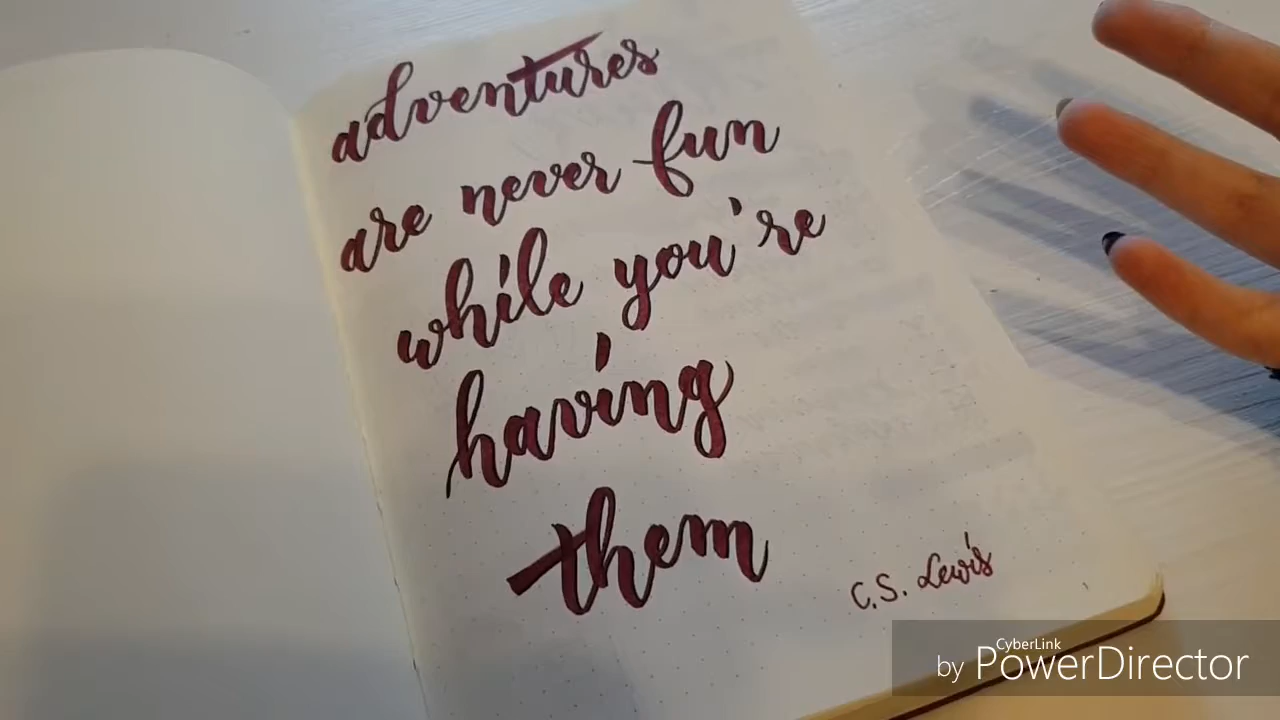 adventures
are never fun
while you're
having
them
C.S. Lewis
CyberLink
by PowerDirector